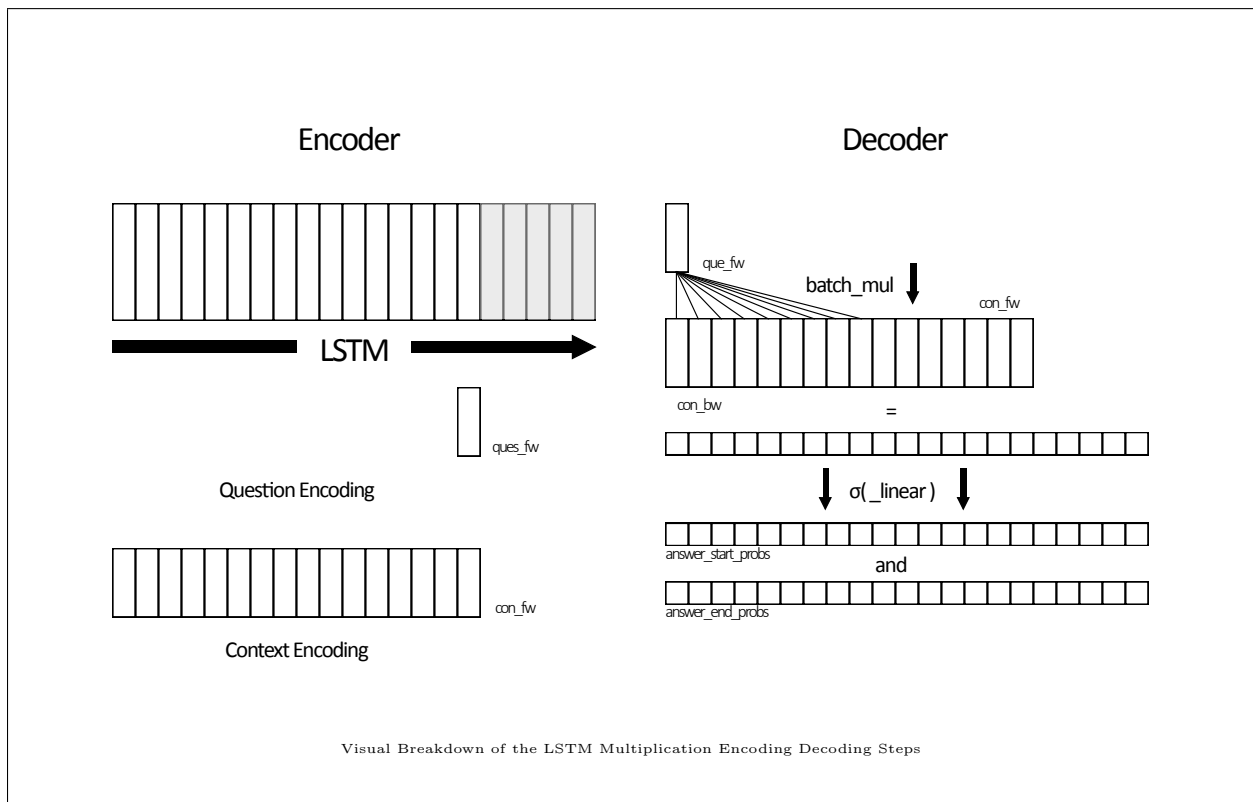 Encoder
LSTM
ques_fw
Question Encoding
con_fw
Context Encoding
Decoder
que_fw
batch_mul
con_fw
con_bw
=
σ( _linear )
answer_start_probs
and
answer_end_probs
Visual Breakdown of the LSTM Multiplication Encoding Decoding Steps